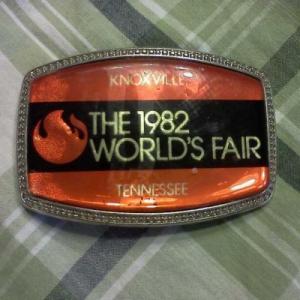 KNOXVILLE
THE 1982
WORLD'S FAIR
TENNESSEE